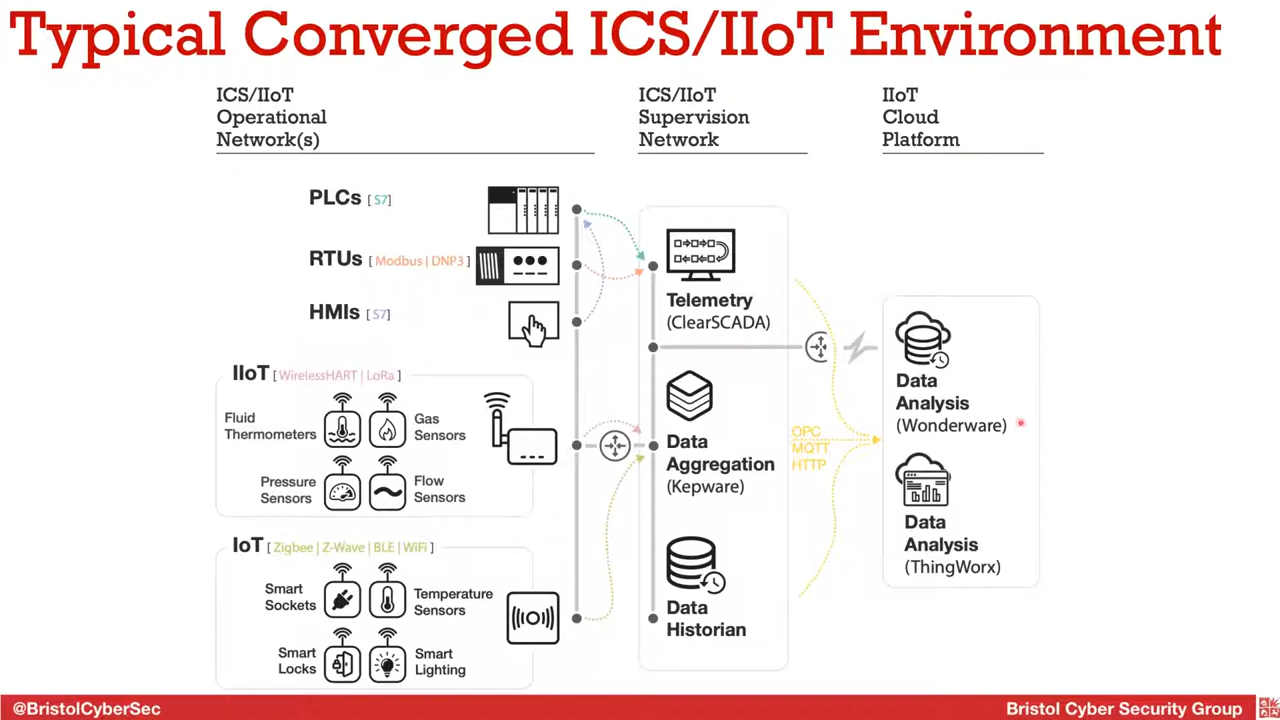 Typical Converged ICS/IIoT Environment
ICS/IIoT
Operational
Network(s)
ICS/IIoT
Supervision
Network
IIoT
Cloud
Platform
PLCs [ S7]
RTUs [ Modbus | DNP3 ]
HMIs [ S7]
IIoT [ WirelessHART | LoRa ]
Fluid
Thermometers
Gas
Sensors
Pressure
Sensors
Flow
Sensors
IoT [ Zigbee | Z-Wave | BLE | WiFi ]
Smart
Sockets
Temperature
Sensors
Smart
Locks
Smart
Lighting
Telemetry
(ClearSCADA)
Data
Aggregation
(Kepware)
Data
Historian
OPC
MQTT
HTTP
Data
Analysis
(Wonderware)
Data
Analysis
(ThingWorx)
@BristolCyberSec
Bristol Cyber Security Group